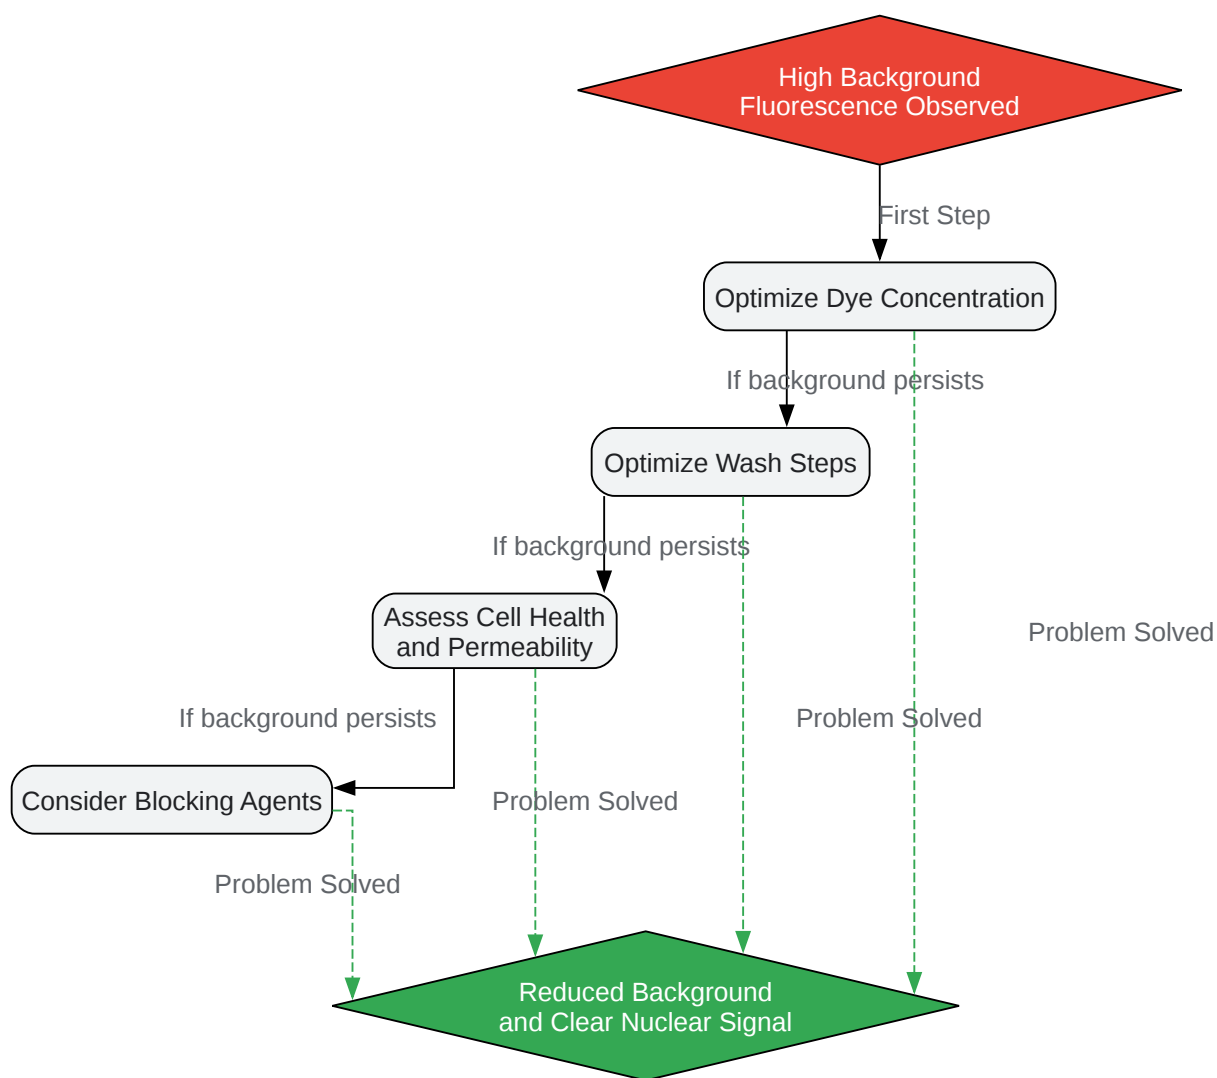 High Background
Fluorescence Observed
First Step
Optimize Dye Concentration
If background persists
Optimize Wash Steps
If background persists
Assess Cell Health
and Permeability
Problem Solved
If background persists
Problem Solved
Consider Blocking Agents
Problem Solved
Problem Solved
Reduced Background
and Clear Nuclear Signal